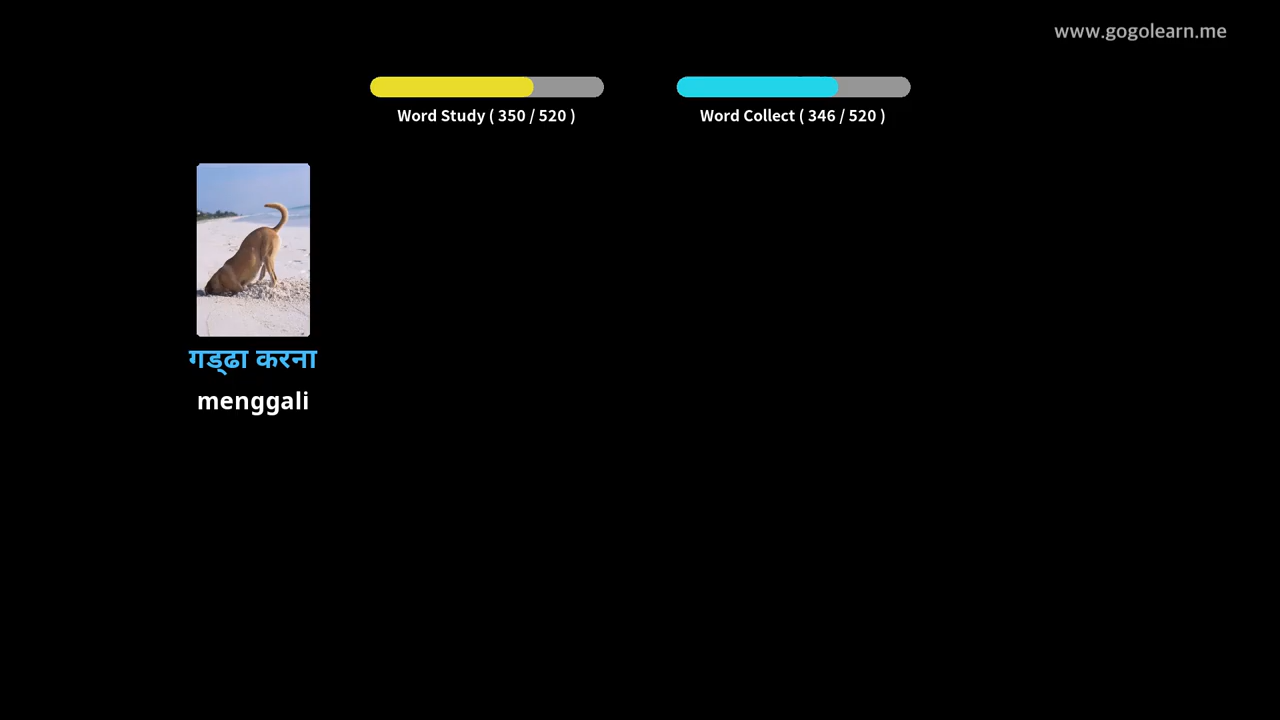 www.gogolearn.me
Word Study ( 350 / 520 )
Word Collect ( 346 / 520 )
गड्ढा करना
menggali